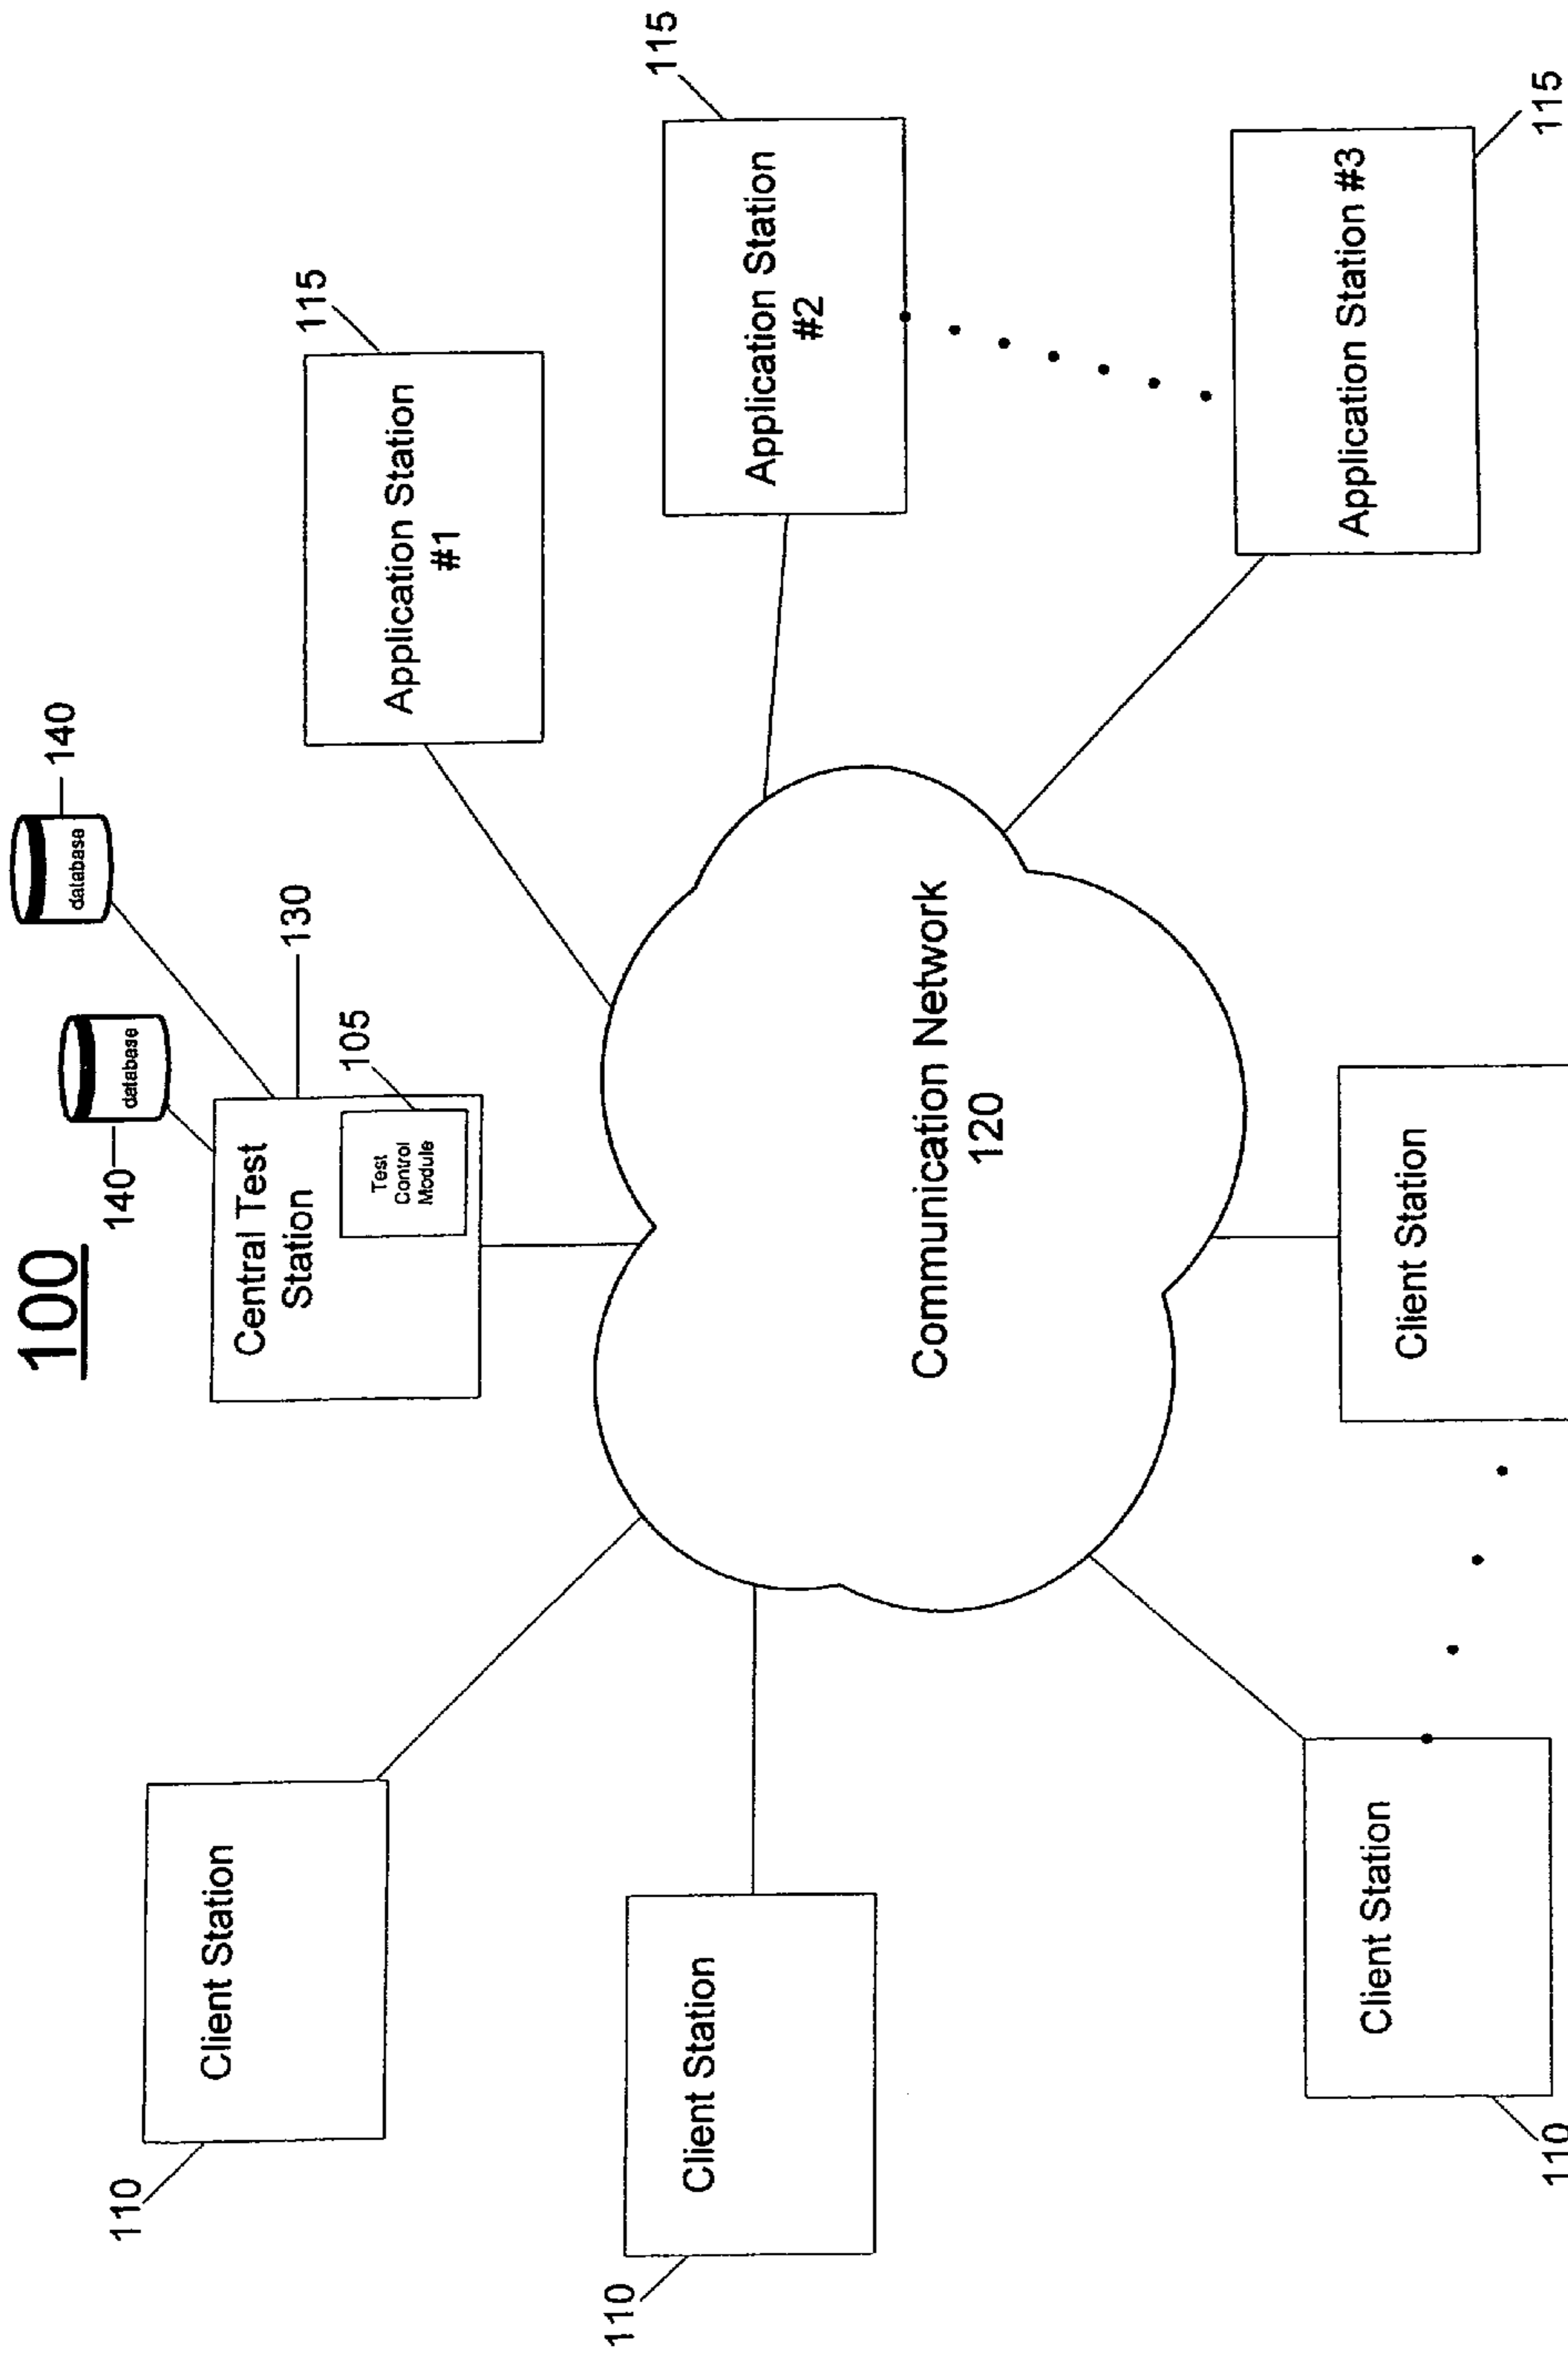 100
140
database
140
database
130
Central Test
Station
105
Test
Control
Module
115
Application Station
#1
115
Application Station
#2
115
Application Station #3
Communication Network
120
110
Client Station
110
Client Station
110
Client Station
Client Station